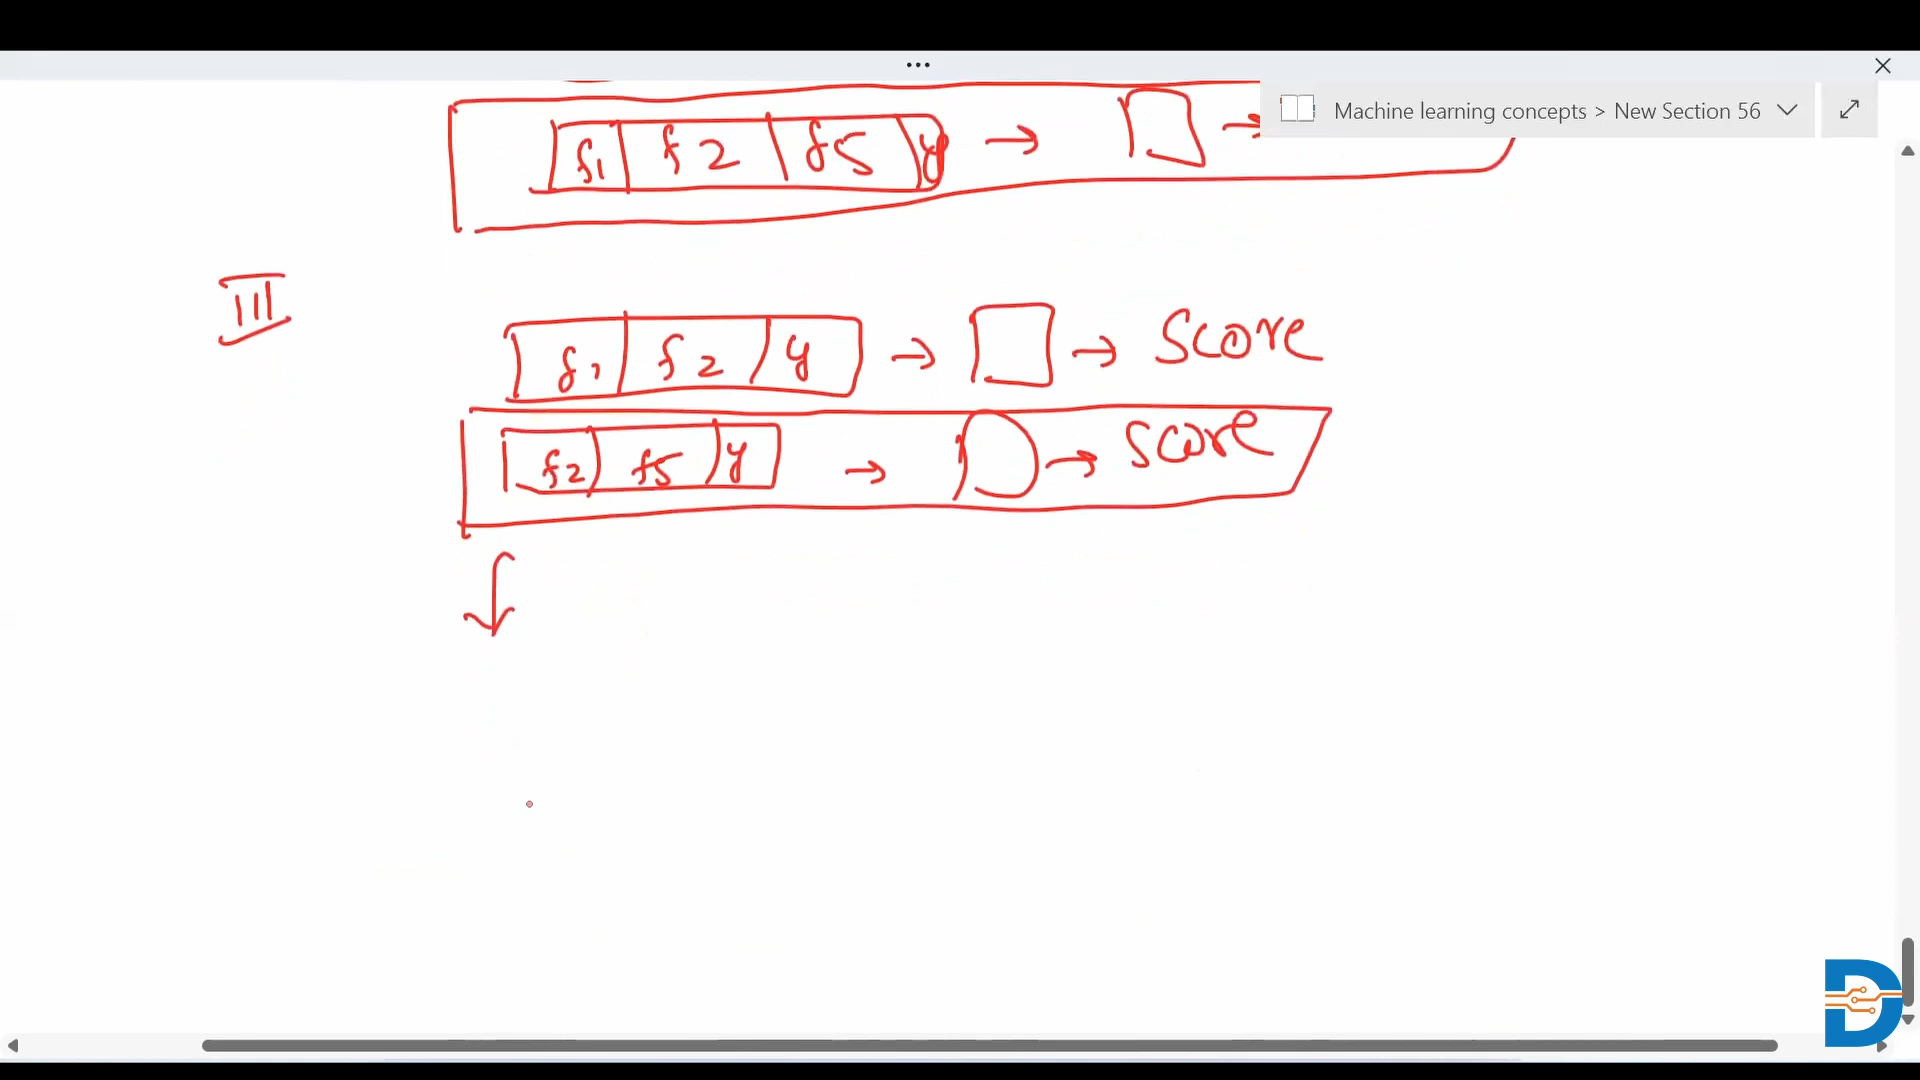 ...
Machine learning concepts > New Section 56
f1 f2 f5 y →
III
f1 f2 y → → Score
f2 f5 y → → Score